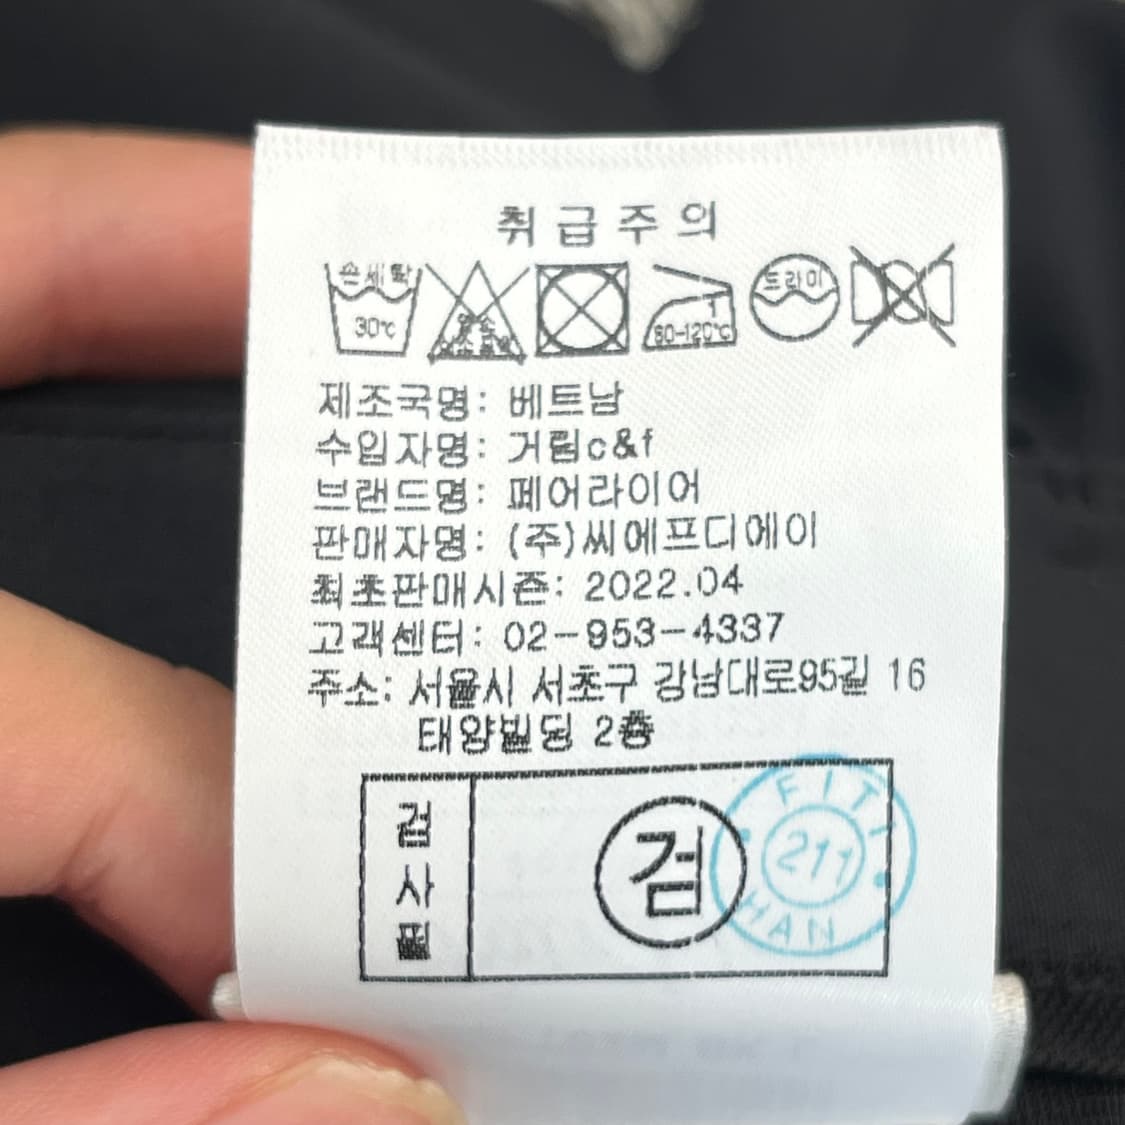 취급주의
손세탁 30℃
1 80-120℃
드라이
제조국명: 베트남
수입자명: 거림c&f
브랜드명: 페어라이어
판매자명: (주)씨에프디에이
최초판매시즌: 2022.04
고객센터: 02-953-4337
주소: 서울시 서초구 강남대로95길 16
태양빌딩 2층
검사필
검
FITI
211
HAN